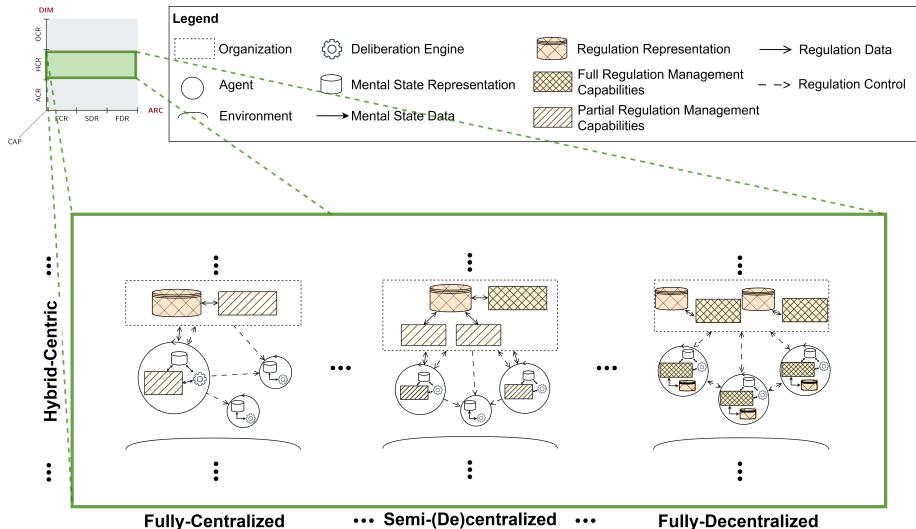 DIM
OCR
HCR
ACR
FCR
SDR
FDR
ARC
CAP
Legend
Organization
Agent
Environment
Deliberation Engine
Mental State Representation
Mental State Data
Regulation Representation
Full Regulation Management
Capabilities
Partial Regulation Management
Capabilities
Regulation Data
Regulation Control
Hybrid-Centric
Fully-Centralized
Semi-(De)centralized
Fully-Decentralized